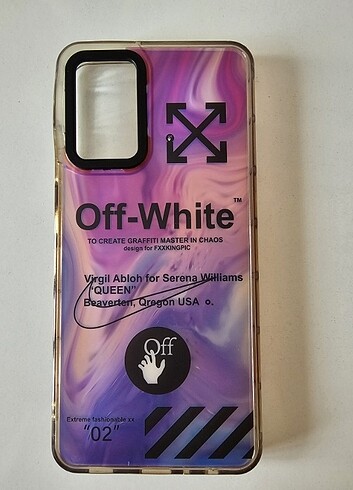 Off-White™
TO CREATE GRAFFITI MASTER IN CHAOS
design for FXXKINGPIC
Virgil Abloh for Serena Williams
"QUEEN"
Beaverten, Qregon USA o.
Off
Extreme fashionable xx
"02"